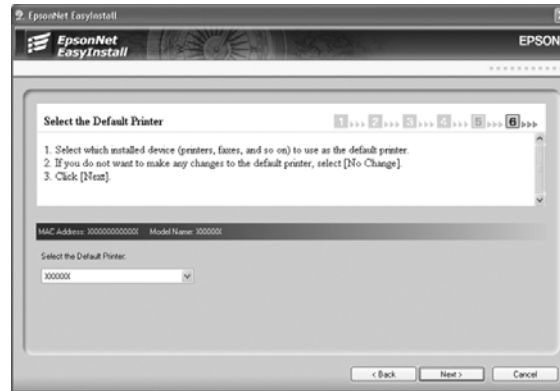 EpsonNet EasyInstall
EpsonNet
EasyInstall
EPSON
Select the Default Printer
1 2 3 4 5 6
1. Select which installed device (printers, faxes, and so on) to use as the default printer.
2. If you do not want to make any changes to the default printer, select [No Change].
3. Click [Next].
MAC Address: XXXXXXXXXXXX Model Name: XXXXXX
Select the Default Printer:
XXXXXX
< Back
Next >
Cancel